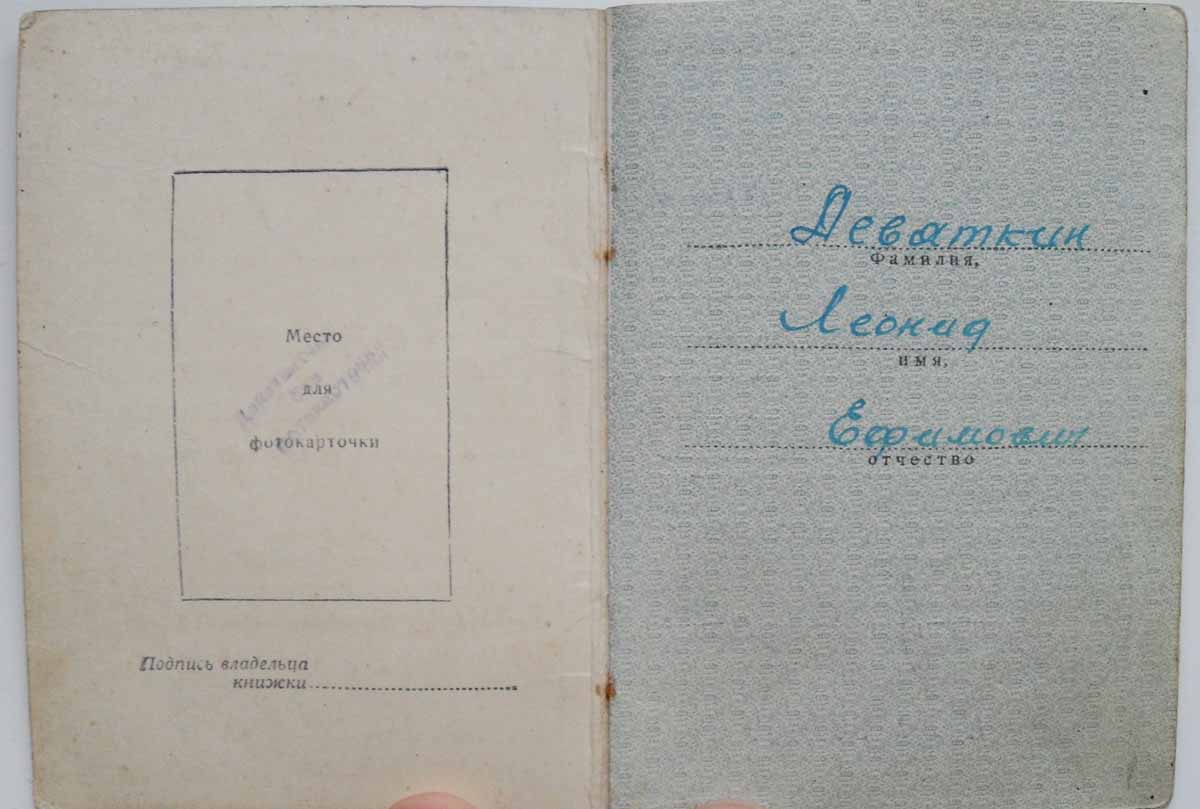 Место
для
фотокарточки
Подпись владельца
книжки
Деваткин
Фамилия,
Леонид
имя,
Ефимович
отчество